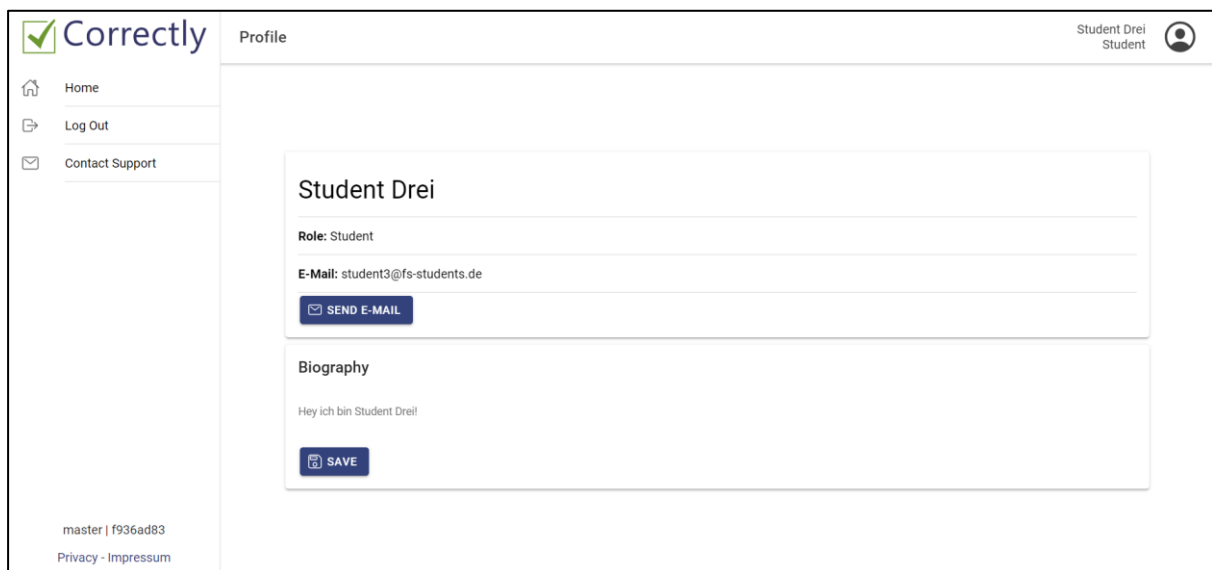 Correctly
Profile
Student Drei
Student
Home
Log Out
Contact Support
Student Drei
Role: Student
E-Mail: student3@fs-students.de
SEND E-MAIL
Biography
Hey ich bin Student Drei!
SAVE
master | f936ad83
Privacy - Impressum